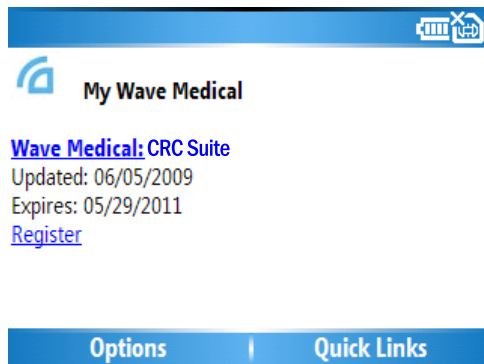 My Wave Medical
Wave Medical: CRC Suite
Updated: 06/05/2009
Expires: 05/29/2011
Register
Options Quick Links